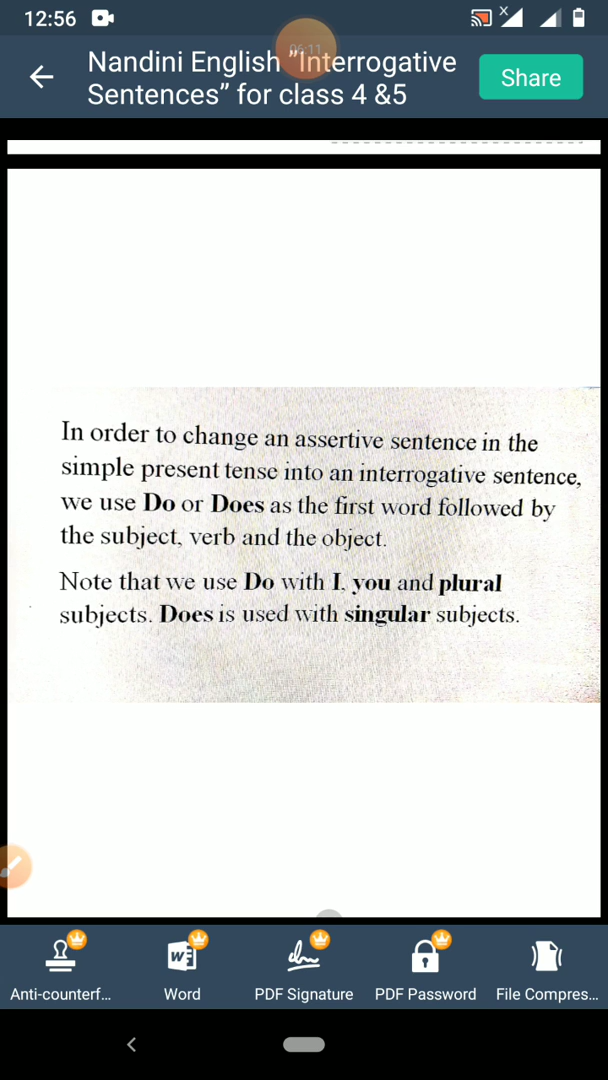 12:56
06:11
Nandini English "Interrogative
Sentences" for class 4 &5
Share
In order to change an assertive sentence in the
simple present tense into an interrogative sentence,
we use Do or Does as the first word followed by
the subject, verb and the object.
Note that we use Do with I, you and plural
subjects. Does is used with singular subjects.
Anti-counterf...
Word
PDF Signature
PDF Password
File Compres...